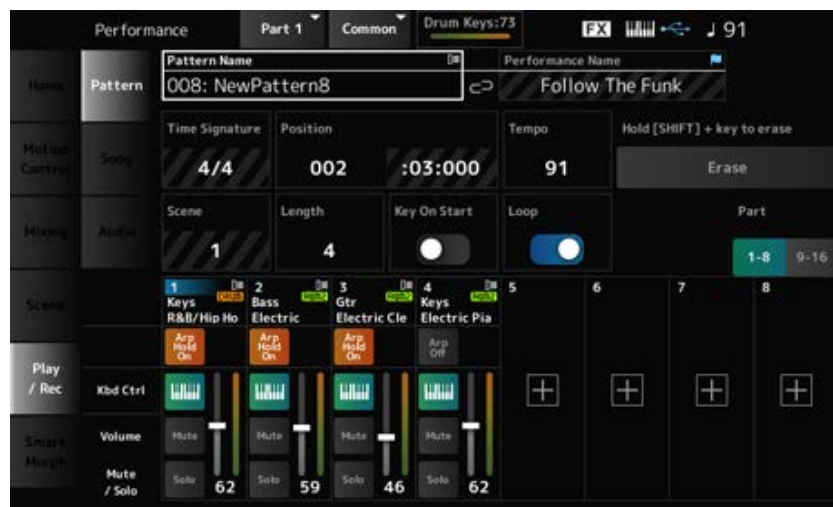 Performance
Part 1
Common
Drum Keys:73
FX
♩ 91
Home
Pattern
Pattern Name
008: NewPattern8
Performance Name
Follow The Funk
Motion
Control
Song
Time Signature
4/4
Position
002 :03:000
Tempo
91
Hold [SHIFT] + key to erase
Erase
Mixing
Audio
Scene
1
Length
4
Key On Start
Loop
Part
1-8 9-16
Scene
1
Keys
R&B/Hip Ho
2
Bass
Electric
3
Gtr
Electric Cle
4
Keys
Electric Pia
5
6
7
8
Arp
Hold
On
Arp
Hold
On
Arp
Hold
On
Arp
Off
Play
/ Rec
Kbd Ctrl
Smart
Morph
Volume
Mute
Mute
Mute
Mute
Mute
/ Solo
Solo
62
Solo
59
Solo
46
Solo
62